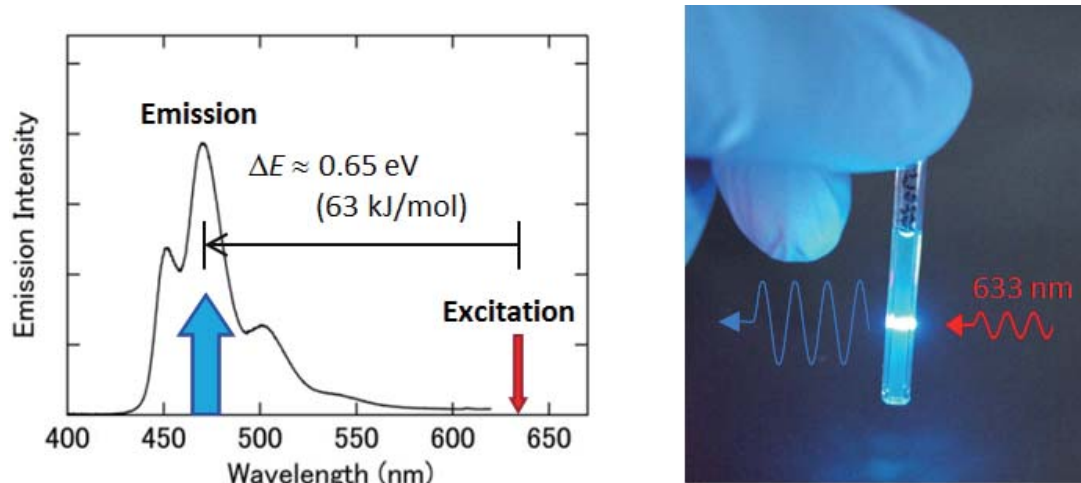 Emission
ΔE ≈ 0.65 eV
(63 kJ/mol)
Excitation
Emission Intensity
400 450 500 550 600 650
Wavelength (nm)
633 nm